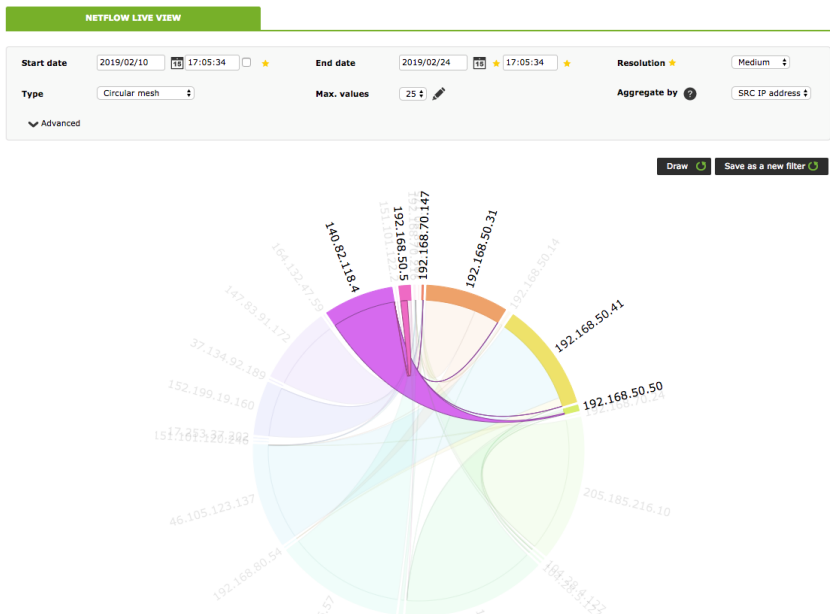 NETFLOW LIVE VIEW
Start date 2019/02/10 15 17:05:34 End date 2019/02/24 15 17:05:34 Resolution Medium
Type Circular mesh Max. values 25 Aggregate by ? SRC IP address
Advanced
Draw Save as a new filter
192.168.70.147
192.168.50.5
192.168.50.31
140.82.118.4
192.168.50.14
164.132.47.59
147.83.91.172
192.168.50.41
37.134.92.189
192.168.50.50
152.199.19.160
46.105.123.137
205.185.216.10
192.168.80.54